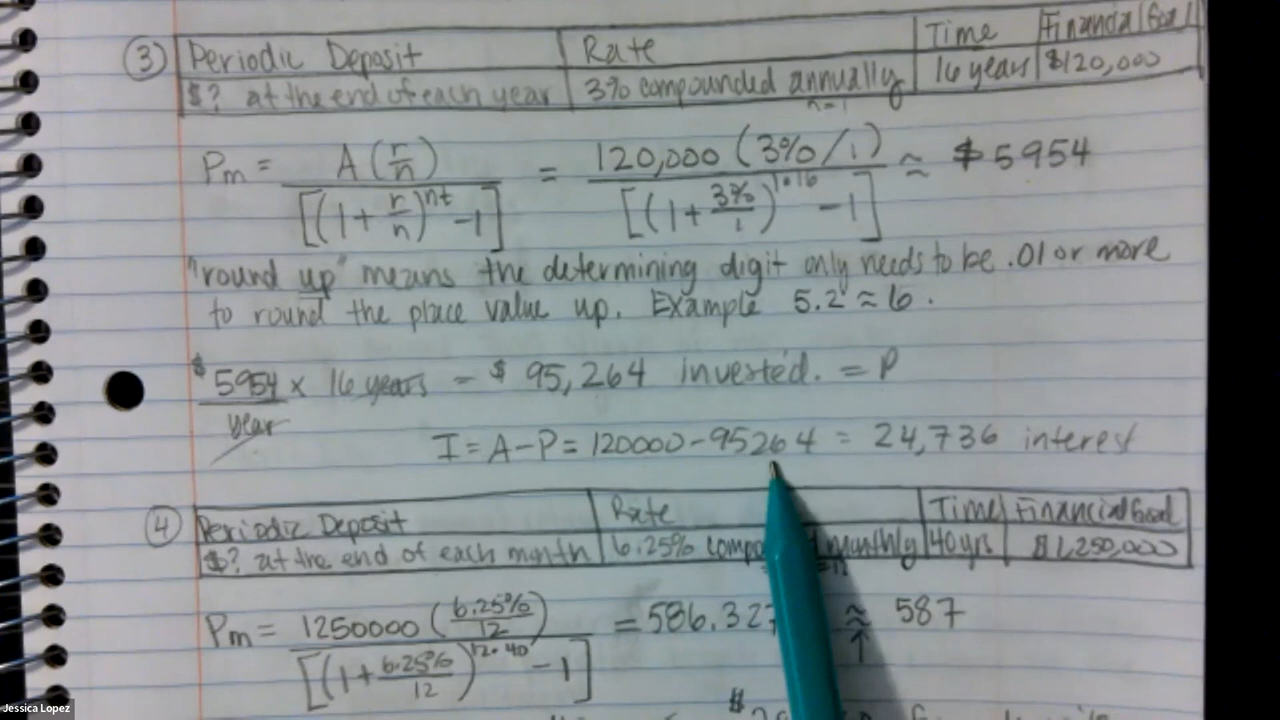 ③ Periodic Deposit Rate Time Financial Goal
$? at the end of each year 3% compounded annually 16 years $120,000
n=1
Pm = A(r/n) / [(1+r/n)^nt -1] = 120,000 (3%/1) / [(1+3%/1)^1·16 -1] ≈ $5954
"round up" means the determining digit only needs to be .01 or more
to round the place value up. Example 5.2 ≈ 6.
$5954/year × 16 years = $95,264 invested. = P
I = A-P = 120000-95264 = 24,736 interest
④ Periodic Deposit Rate Time Financial Goal
$? at the end of each month 6.25% monthly 40 yrs $1,250,000
Pm = 1250000 (6.25%/12) / [(1+6.25%/12)^12·40 -1] = 586.327 ≈ 587
↑
Jessica Lopez